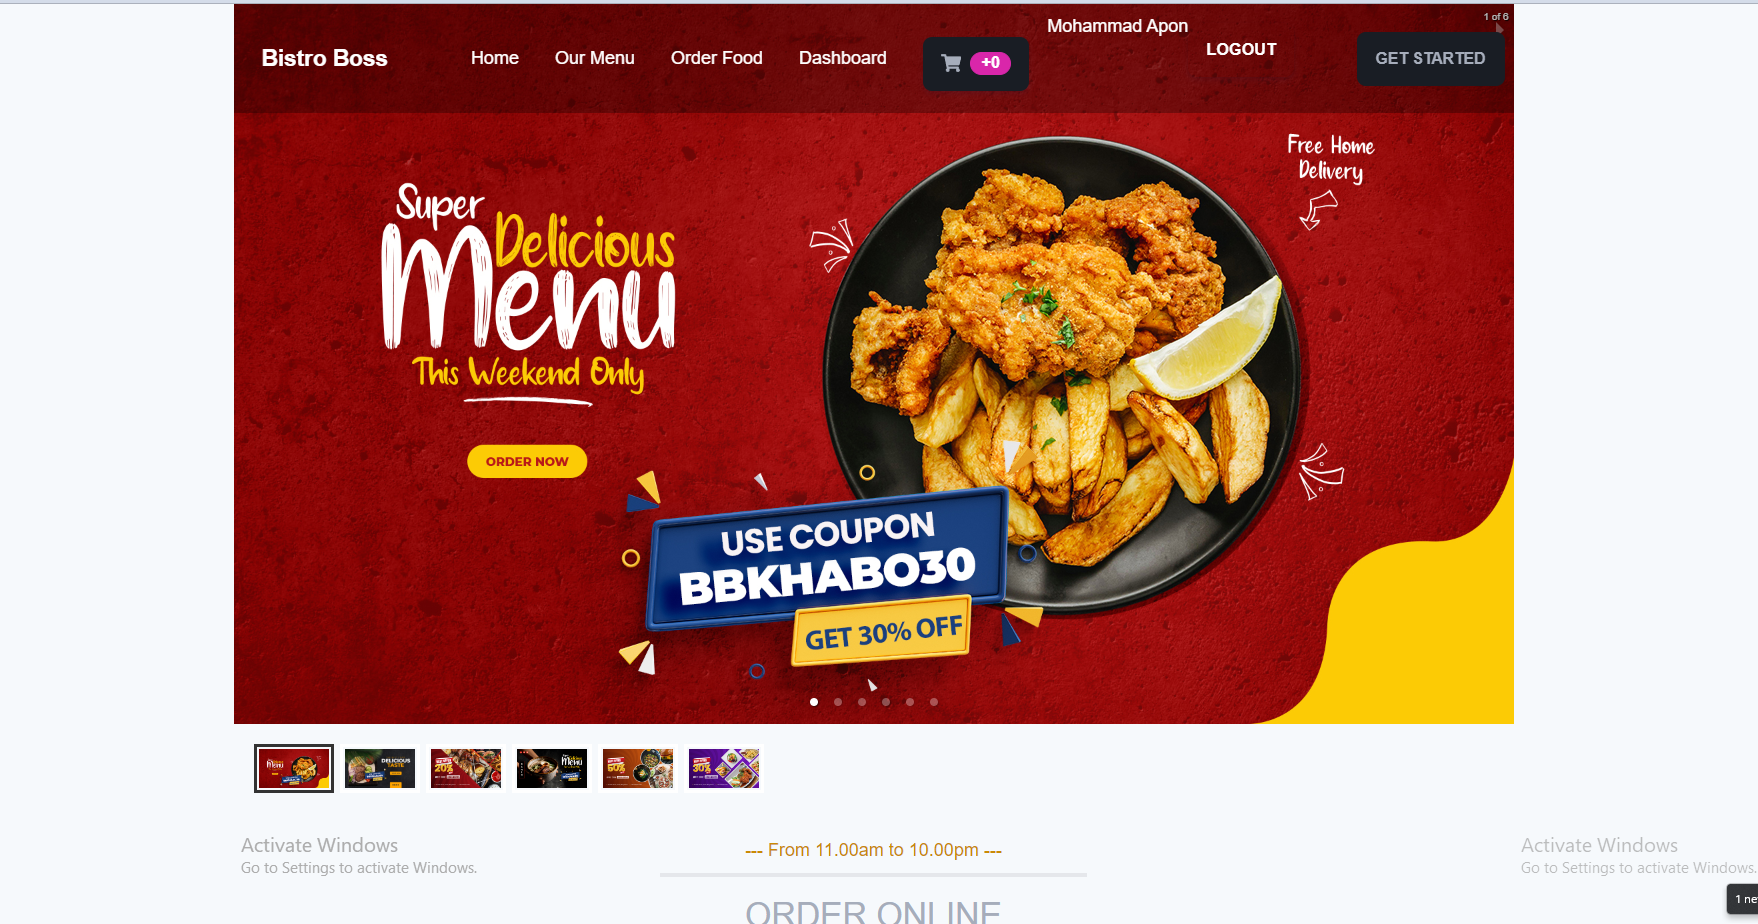 1 of 6
Mohammad Apon
Bistro Boss
Home
Our Menu
Order Food
Dashboard
+0
LOGOUT
GET STARTED
Free Home
Delivery
Super
Delicious
Menu
This Weekend Only
ORDER NOW
USE COUPON
BBKHABO30
GET 30% OFF
Activate Windows
Go to Settings to activate Windows.
--- From 11.00am to 10.00pm ---
Activate Windows
Go to Settings to activate Windows.
ORDER ONLINE